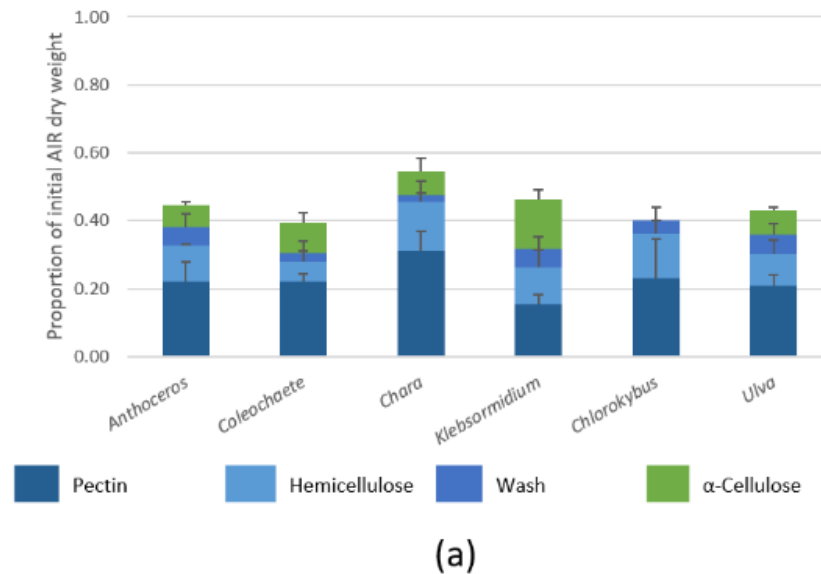 Proportion of initial AIR dry weight
1.00
0.80
0.60
0.40
0.20
0.00
Anthoceros
Coleochaete
Chara
Klebsormidium
Chlorokybus
Ulva
Pectin
Hemicellulose
Wash
α-Cellulose
(a)